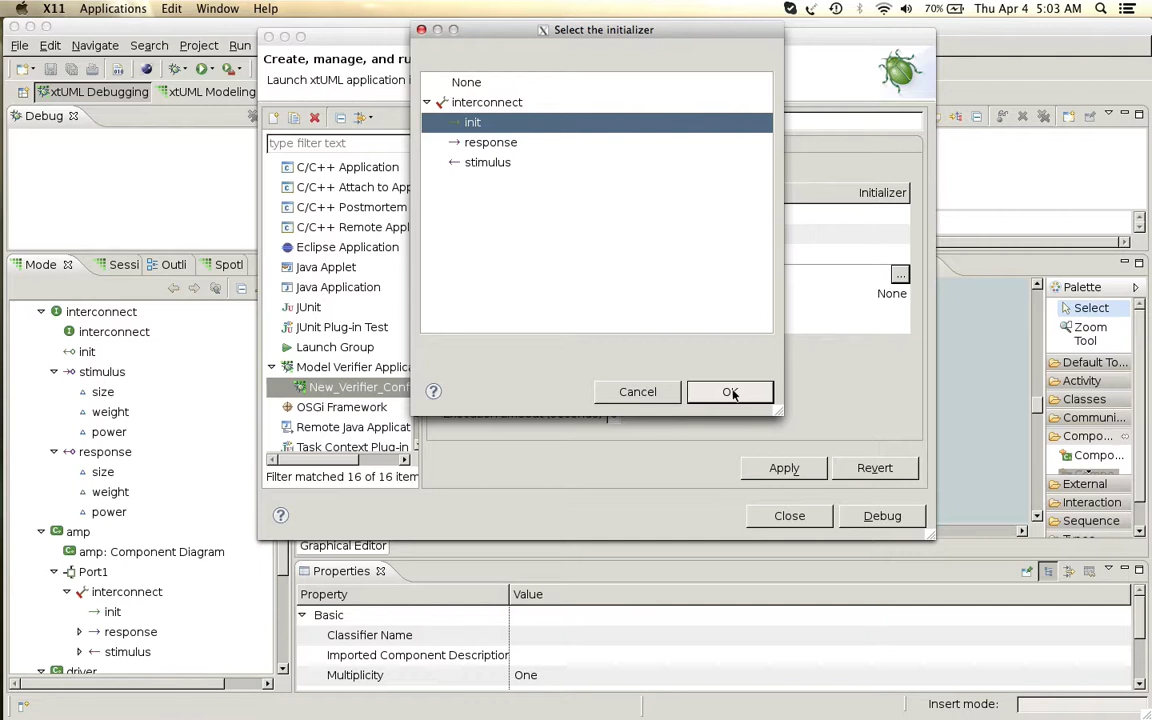 X11 Applications Edit Window Help 70% Thu Apr 4 5:03 AM
File Edit Navigate Search Project Run
xtUML Debugging xtUML Modeling
Debug
Create, manage, and ru
Launch xtUML application i
type filter text
C/C++ Application
C/C++ Attach to App
C/C++ Postmortem
C/C++ Remote Appl
Eclipse Application
Java Applet
Java Application
JUnit
JUnit Plug-in Test
Launch Group
Model Verifier Applica
New_Verifier_Conf
OSGi Framework
Remote Java Applicat
Task Context Plug-in
Filter matched 16 of 16 item
Select the initializer
None
interconnect
init
response
stimulus
Cancel OK
Initializer
...
None
Apply Revert
Close Debug
Mode Sessi Outli Spotl
interconnect
interconnect
init
stimulus
size
weight
power
response
size
weight
power
amp
amp: Component Diagram
Port1
interconnect
init
response
stimulus
driver
Palette
Select
Zoom
Tool
Default To...
Activity
Classes
Communi...
Compo...
Compo...
External
Interaction
Sequence
Graphical Editor
Properties
Property Value
Basic
Classifier Name
Imported Component Description
Multiplicity One
Insert mode: